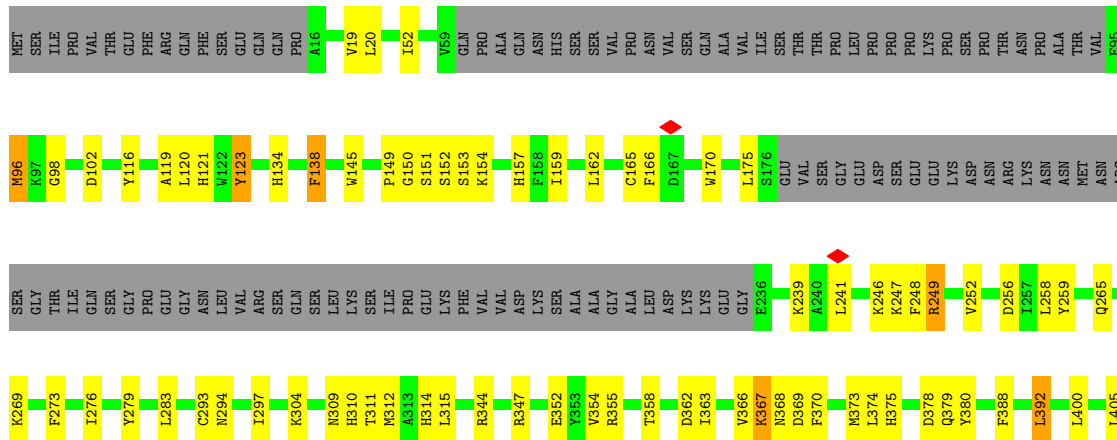 MET SER ILE PRO VAL THR GLU PHE ARG GLN PHE SER GLU GLN GLN PRO A16 V19 L20 I52 V59 GLN PRO ALA GLN ASN HIS SER SER VAL PRO ASN VAL SER GLN ALA VAL ILE SER THR THR PRO LEU PRO PRO PRO LYS PRO SER PRO THR ASN PRO ALA THR VAL E95
M96 K97 G98 D102 Y116 A119 L120 H121 W122 Y123 H134 F138 W145 P149 G150 S151 S152 S153 K154 H157 F158 I159 L162 C165 F166 D167 W170 L175 S176 GLU VAL SER GLY GLU ASP SER GLU GLU LYS ASP ASN ARG LYS ASN ASN MET ASN
SER GLY THR ILE GLN SER GLY PRO GLU GLY ASN LEU VAL ARG SER GLN SER LEU LYS SER ILE PRO GLU LYS PHE VAL VAL ASP LYS SER ALA ALA GLY ALA LEU ASP ASP LYS LYS GLU GLY E236 K239 A240 L241 K246 K247 F248 R249 V252 D256 I257 L258 Y259 Q265
K269 F273 I276 Y279 L283 C293 N294 I297 K304 N309 H310 T311 M312 A313 H314 L315 R344 R347 E352 Y353 V354 R355 T358 D362 I363 V366 K367 N368 D369 F370 M373 L374 H375 D378 Q379 Y380 F388 L392 L400 L405